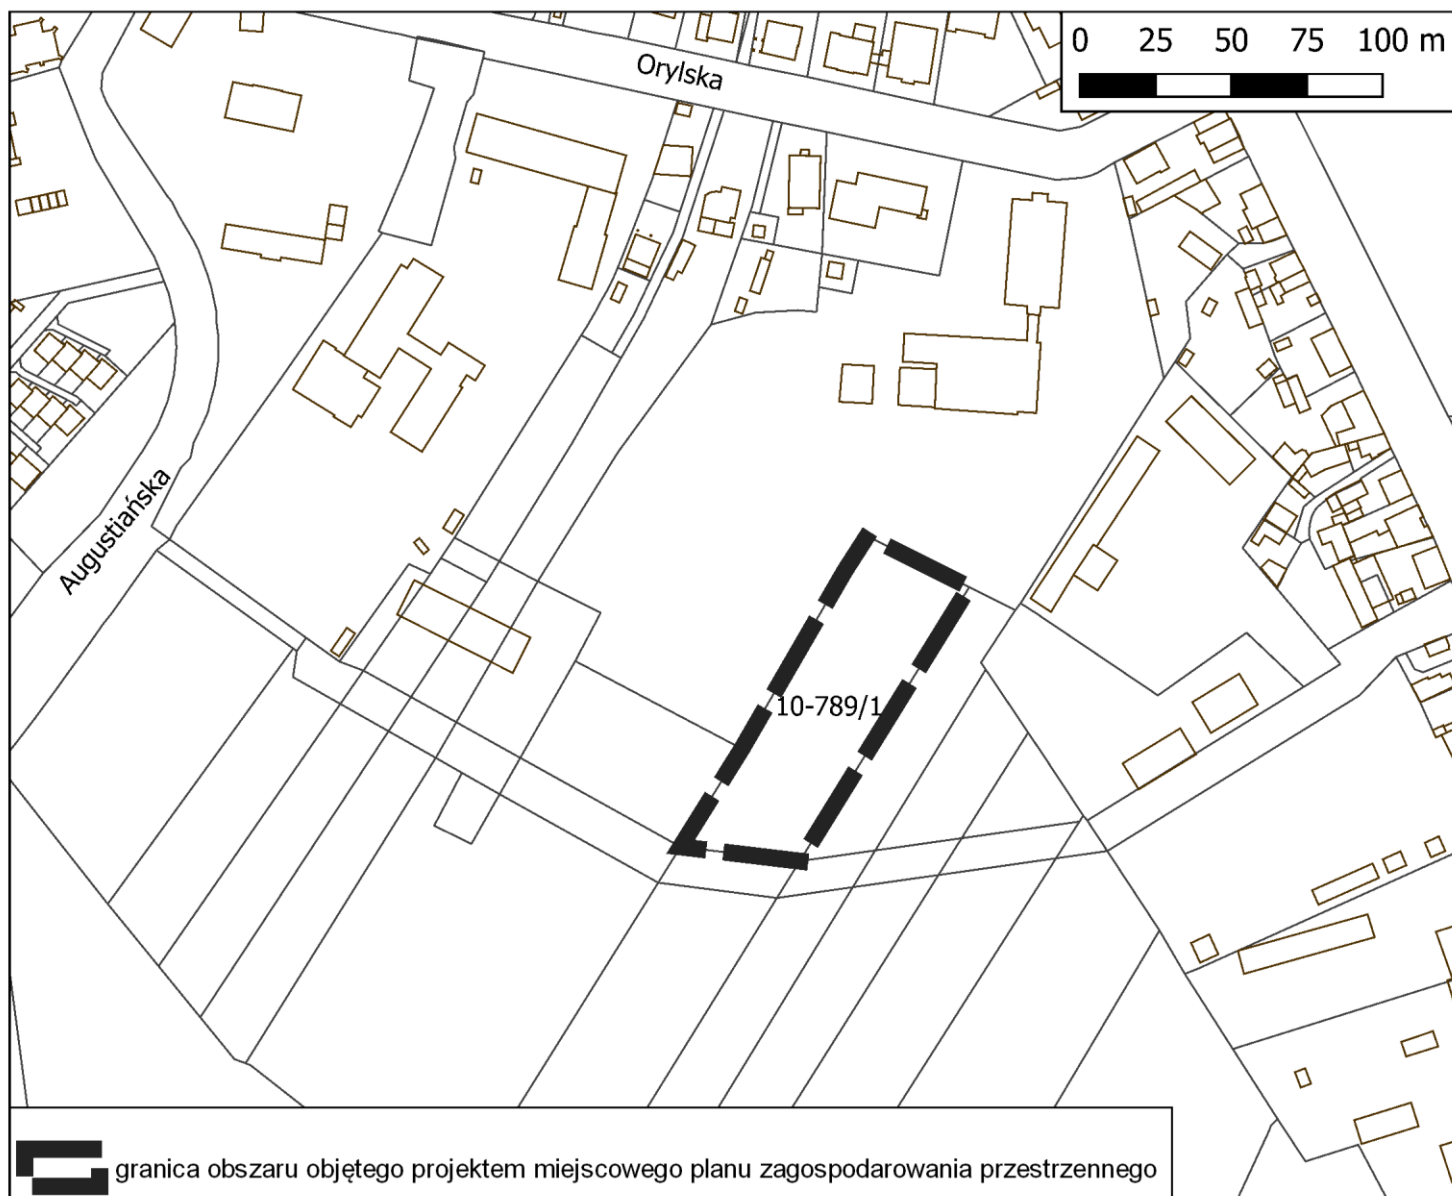 0 25 50 75 100 m
Orylska
Augustiańska
10-789/1
granica obszaru objętego projektem miejscowego planu zagospodarowania przestrzennego